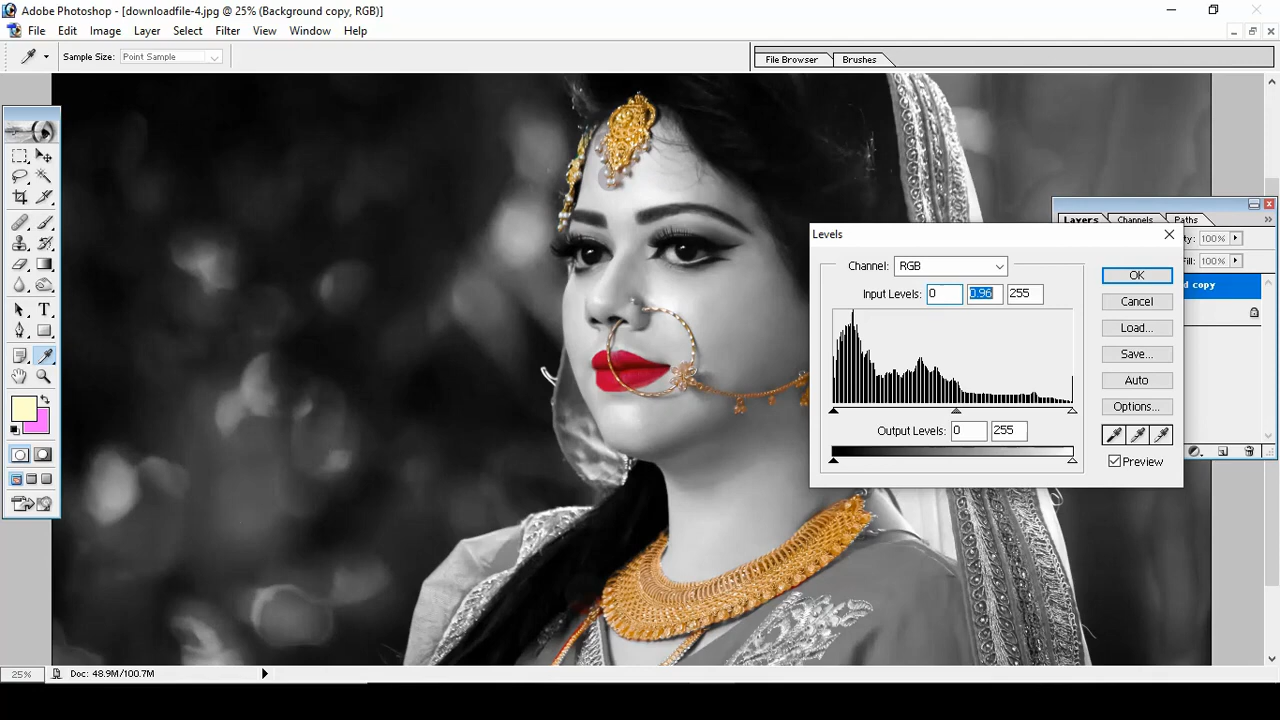 Adobe Photoshop - [downloadfile-4.jpg @ 25% (Background copy, RGB)]
File Edit Image Layer Select Filter View Window Help
Sample Size: Point Sample
File Browser Brushes
Layers Channels Paths
Levels
100%
Channel: RGB
Fill: 100%
OK
Input Levels: 0 0.96 255
d copy
Cancel
Load...
Save...
Auto
Options...
Output Levels: 0 255
Preview
25% Doc: 48.9M/100.7M